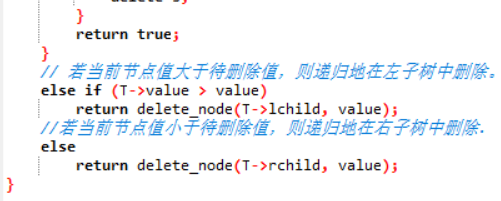 }
return true;
}
// 若当前节点值大于待删除值，则递归地在左子树中删除。
else if (T->value > value)
return delete_node(T->lchild, value);
//若当前节点值小于待删除值，则递归地在右子树中删除.
else
return delete_node(T->rchild, value);
}